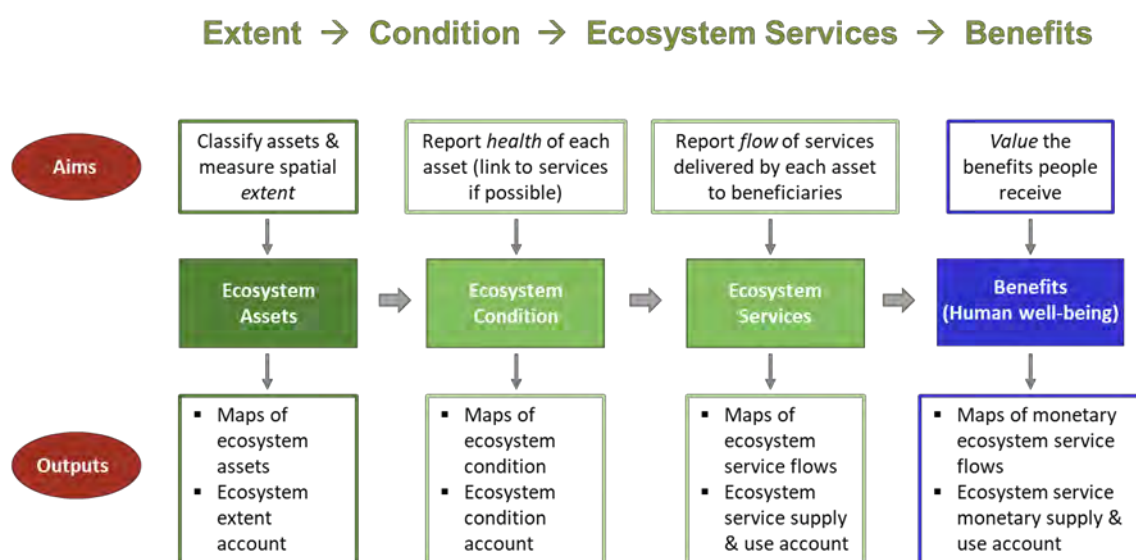 Extent → Condition → Ecosystem Services → Benefits
Aims
Classify assets &
measure spatial
extent
Report health of each
asset (link to services
if possible)
Report flow of services
delivered by each asset
to beneficiaries
Value the
benefits people
receive
Ecosystem
Assets
Ecosystem
Condition
Ecosystem
Services
Benefits
(Human well-being)
Outputs
▪ Maps of
ecosystem
assets
▪ Ecosystem
extent
account
▪ Maps of
ecosystem
condition
▪ Ecosystem
condition
account
▪ Maps of
ecosystem
service flows
▪ Ecosystem
service supply
& use account
▪ Maps of monetary
ecosystem service
flows
▪ Ecosystem service
monetary supply &
use account